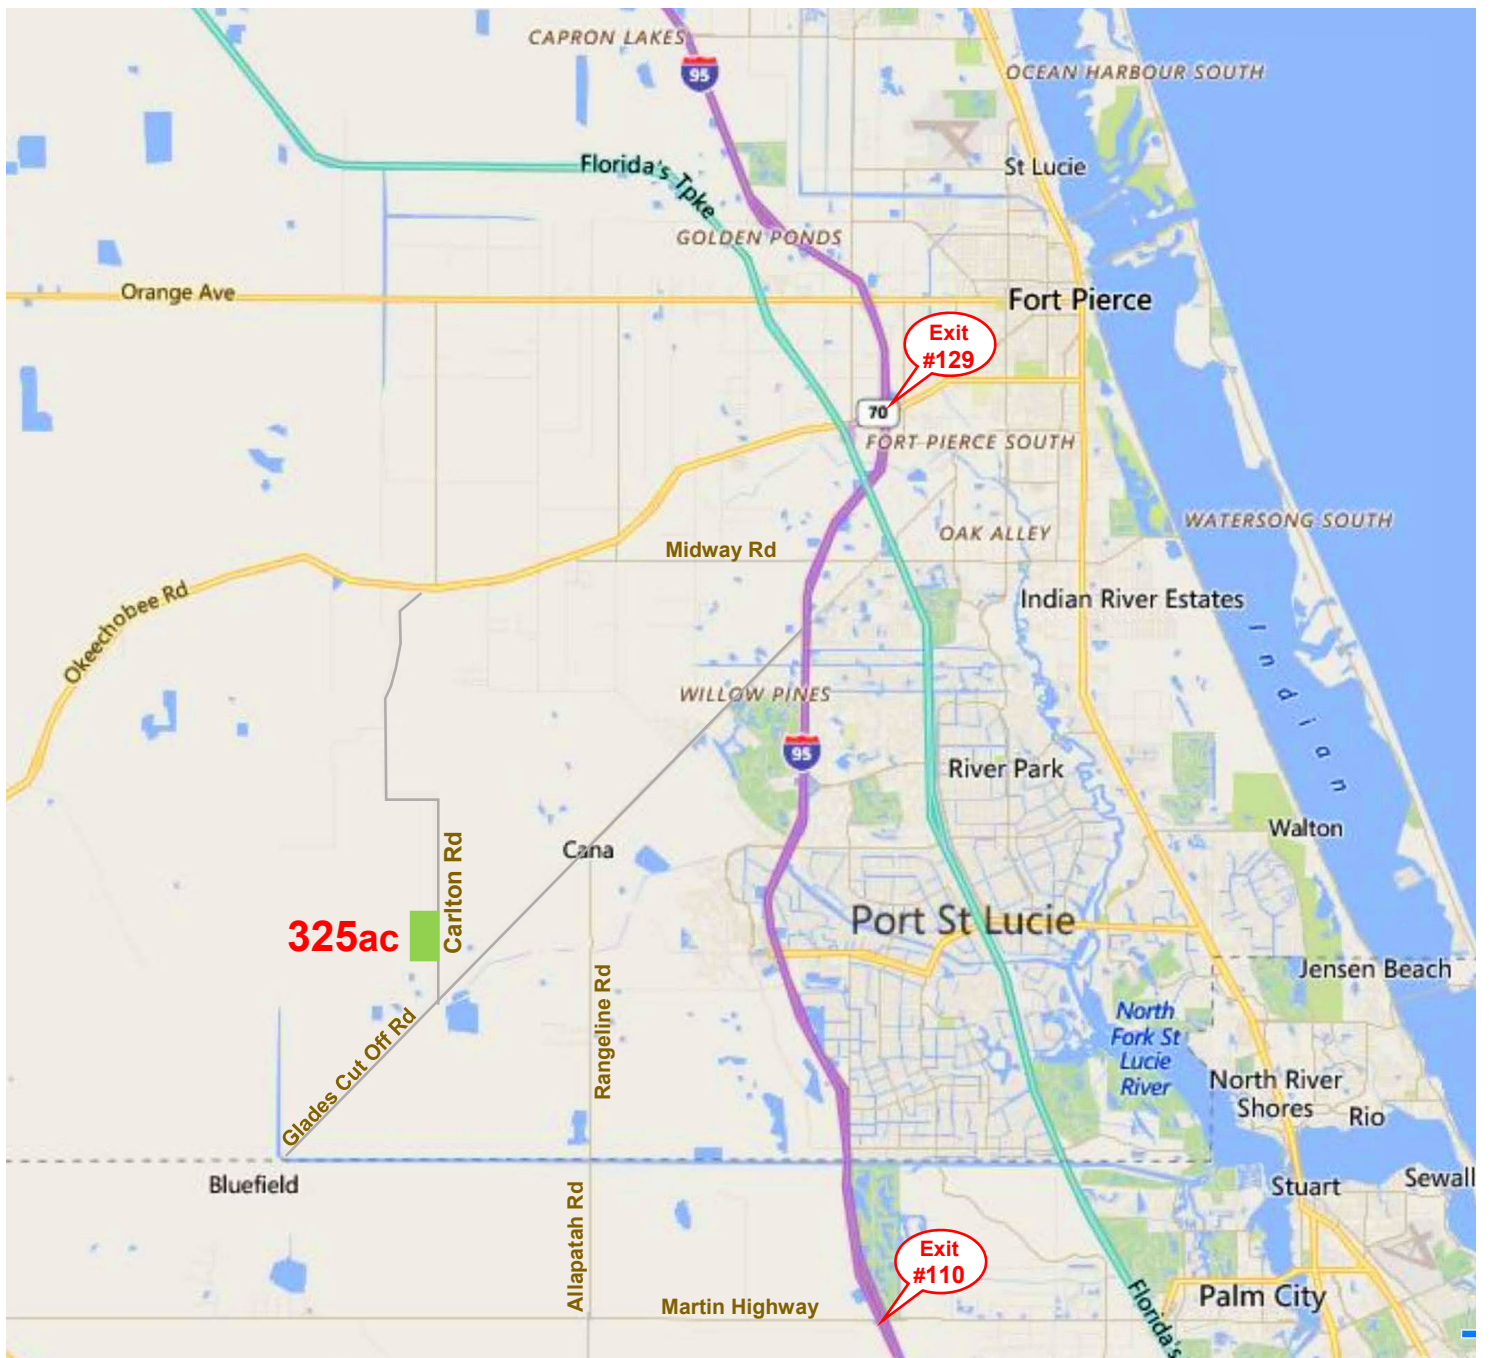 CAPRON LAKES
95
OCEAN HARBOUR SOUTH
St Lucie
Florida's Tpke
GOLDEN PONDS
Orange Ave
Fort Pierce
Exit
#129
70
FORT PIERCE SOUTH
WATERSONG SOUTH
OAK ALLEY
Midway Rd
Indian River Estates
Okeechobee Rd
Indian
WILLOW PINES
95
River Park
Walton
Carlton Rd
Cana
325ac
Port St Lucie
Jensen Beach
Rangeline Rd
North
Fork St
Lucie
River
Glades Cut Off Rd
North River
Shores
Rio
Bluefield
Stuart
Sewall
Allapatah Rd
Exit
#110
Martin Highway
Palm City
Florida's